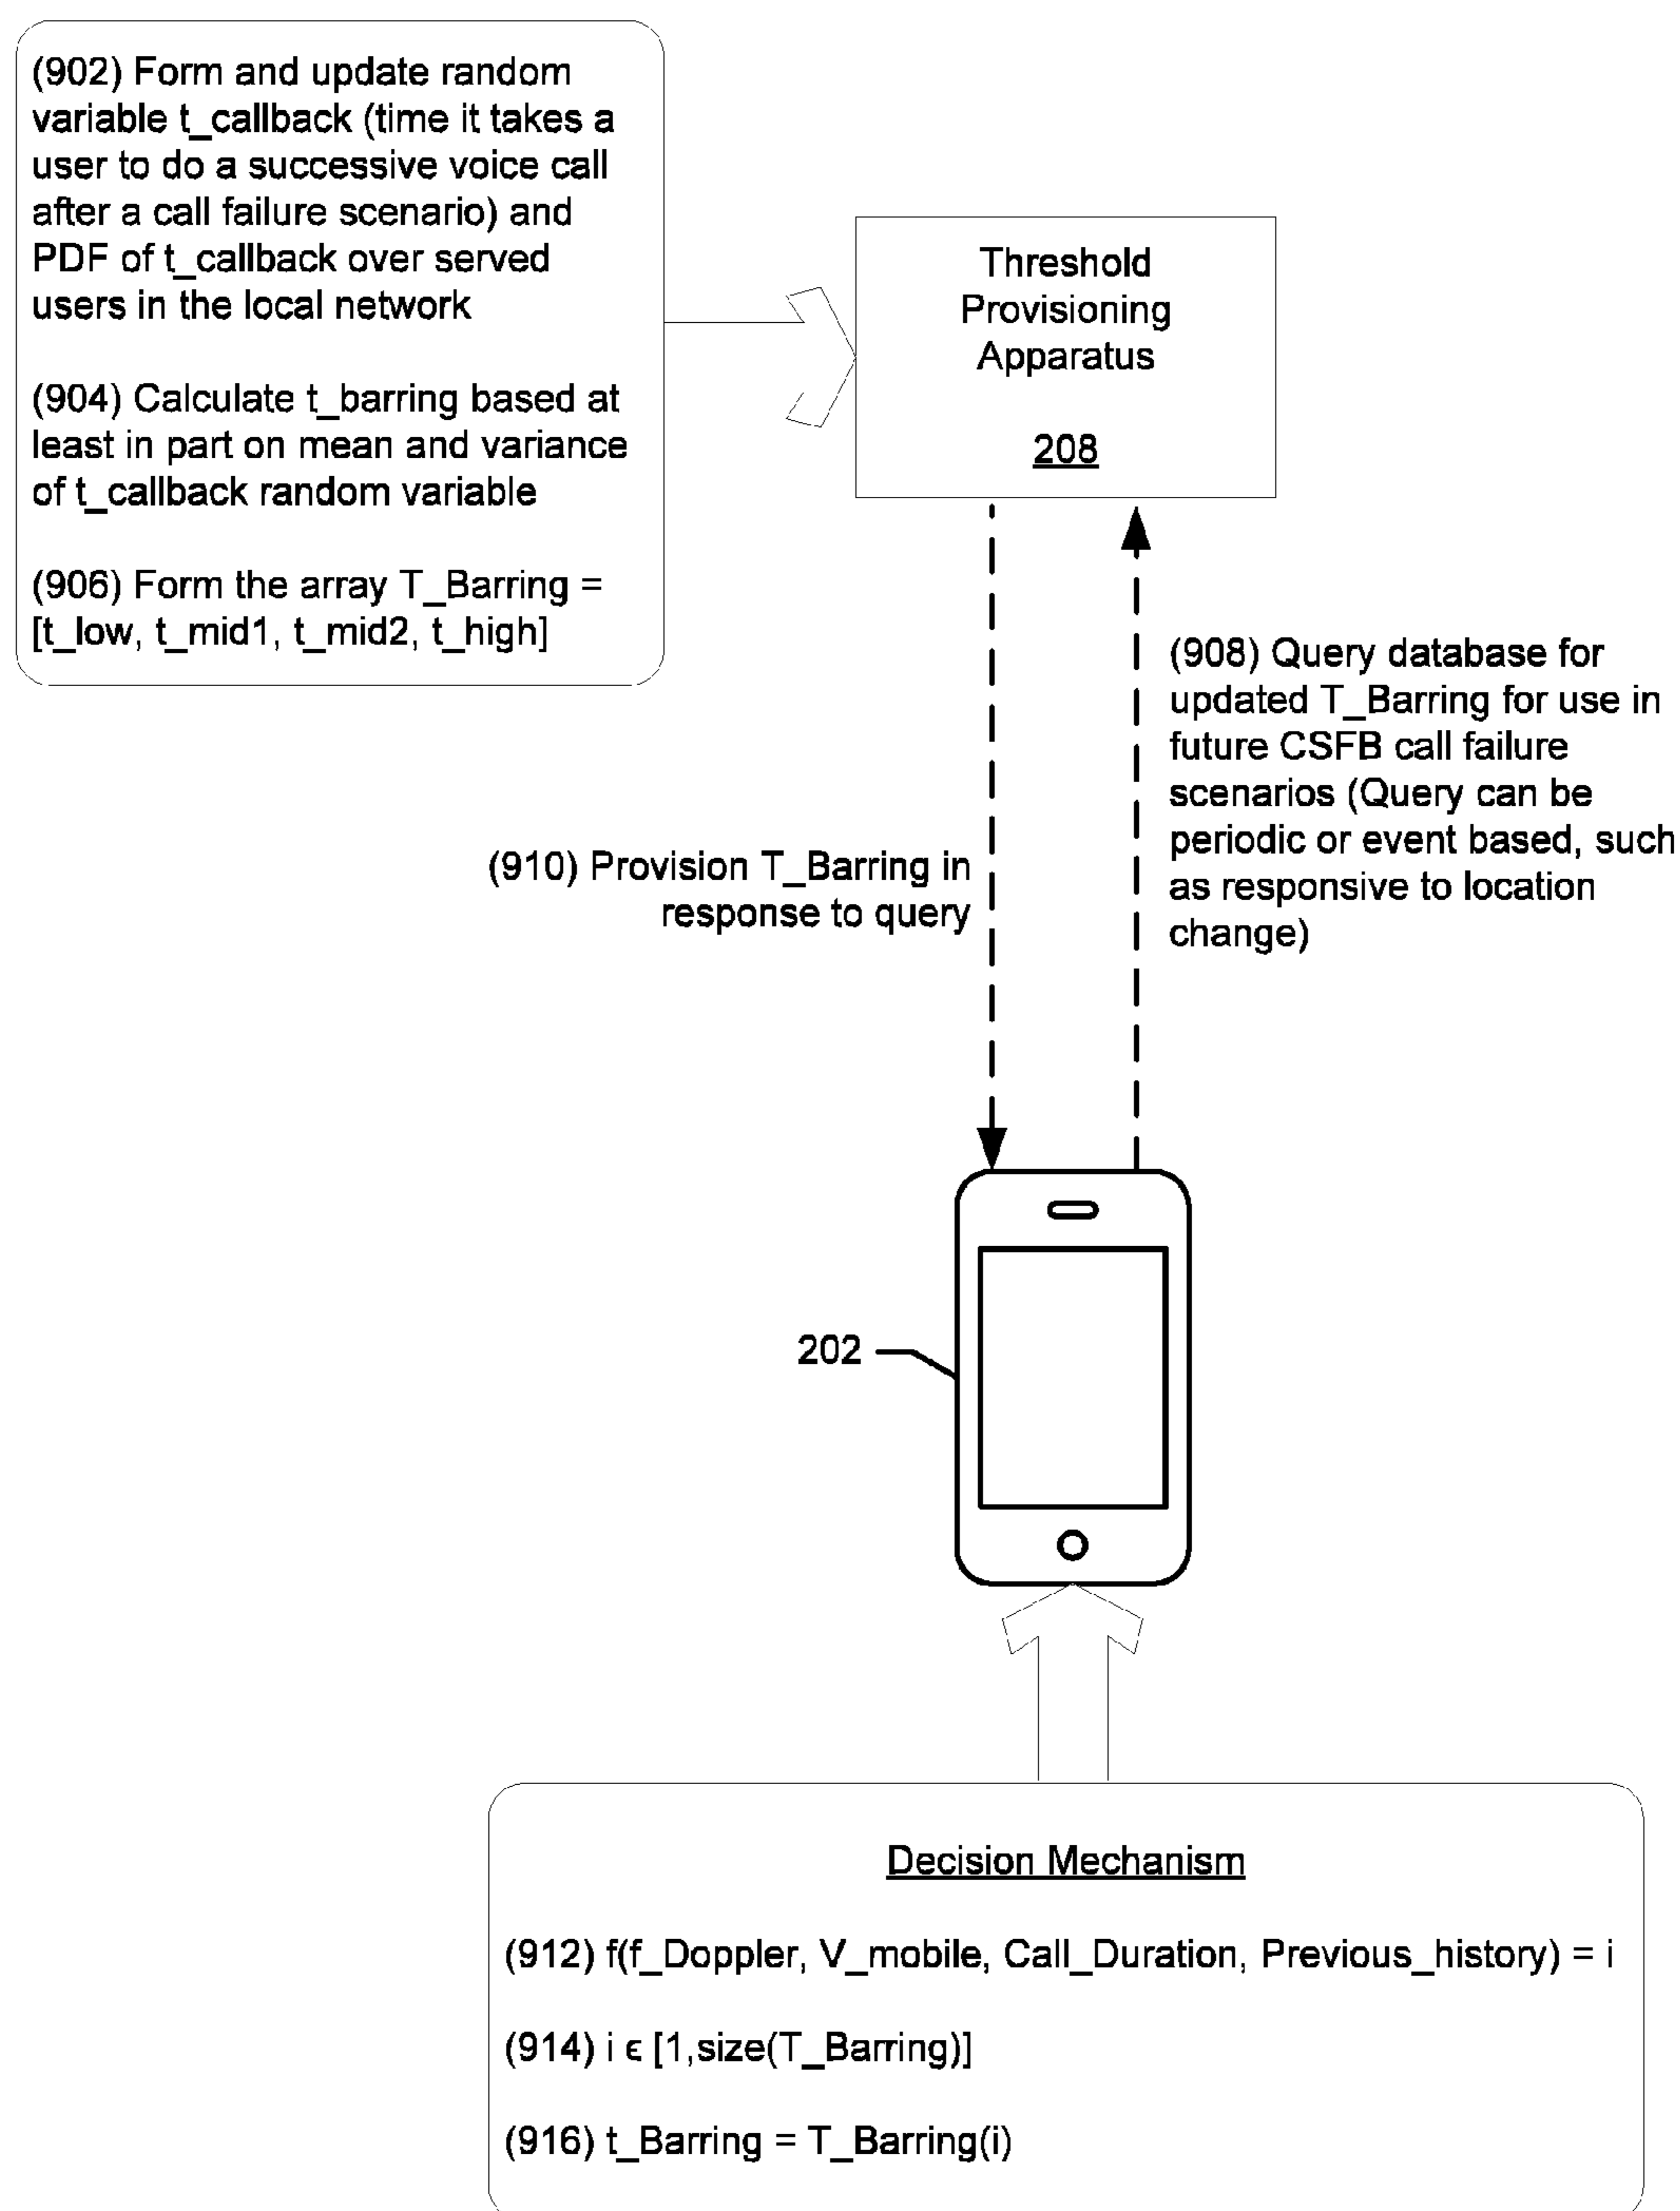 (902) Form and update random
variable t_callback (time it takes a
user to do a successive voice call
after a call failure scenario) and
PDF of t_callback over served
users in the local network
(904) Calculate t_barring based at
least in part on mean and variance
of t_callback random variable
(906) Form the array T_Barring =
[t_low, t_mid1, t_mid2, t_high]
Threshold
Provisioning
Apparatus
208
(908) Query database for
updated T_Barring for use in
future CSFB call failure
scenarios (Query can be
periodic or event based, such
as responsive to location
change)
(910) Provision T_Barring in
response to query
202
Decision Mechanism
(912) f(f_Doppler, V_mobile, Call_Duration, Previous_history) = i
(914) i ϵ [1,size(T_Barring)]
(916) t_Barring = T_Barring(i)